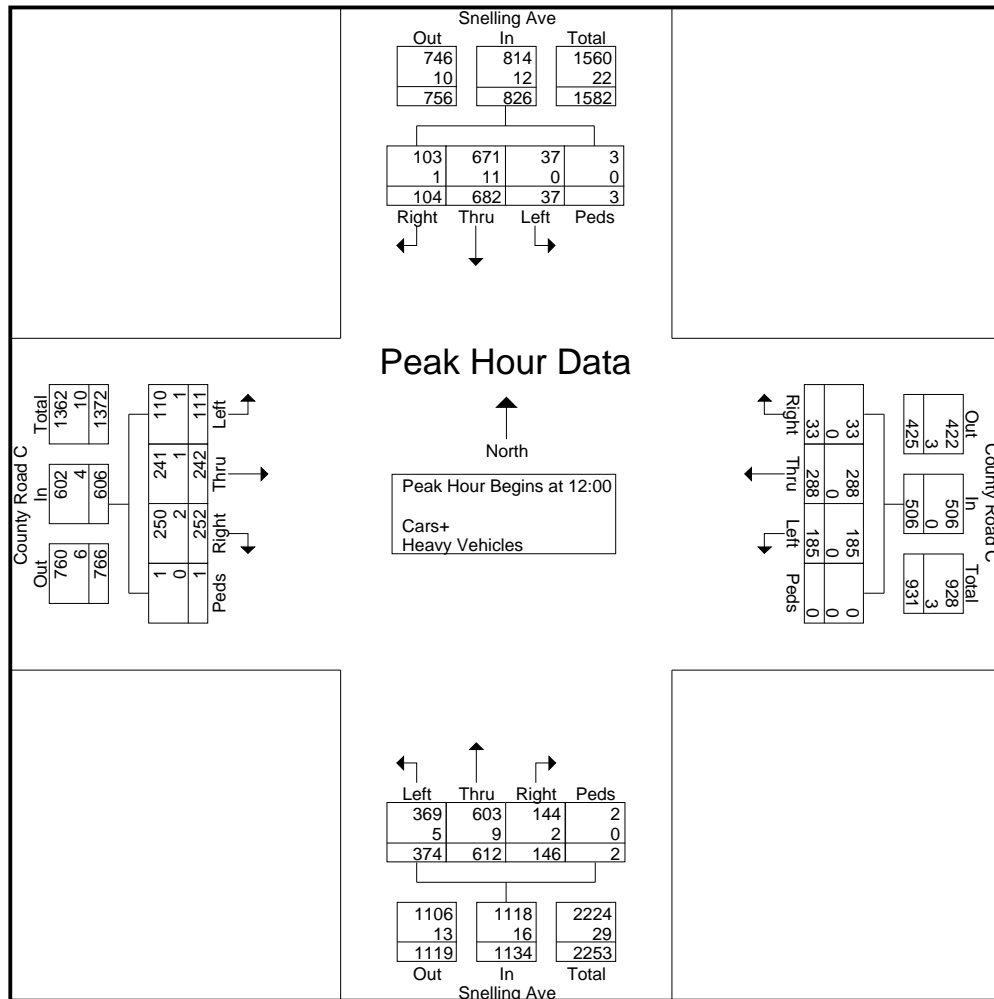 Snelling Ave
Out In Total
746 814 1560
10 12 22
756 826 1582
103 671 37 3
1 11 0 0
104 682 37 3
Right Thru Left Peds
Peak Hour Data
North
Peak Hour Begins at 12:00
Cars+
Heavy Vehicles
County Road C
Out In Total
760 602 1362
6 4 10
766 606 1372
1 250 241 110
0 2 1 1
1 252 242 111
Peds Right Thru Left
County Road C
Out In Total
422 506 928
3 0 3
425 506 931
33 288 185 0
0 0 0 0
33 288 185 0
Right Thru Left Peds
Left Thru Right Peds
369 603 144 2
5 9 2 0
374 612 146 2
1106 1118 2224
13 16 29
1119 1134 2253
Out In Total
Snelling Ave